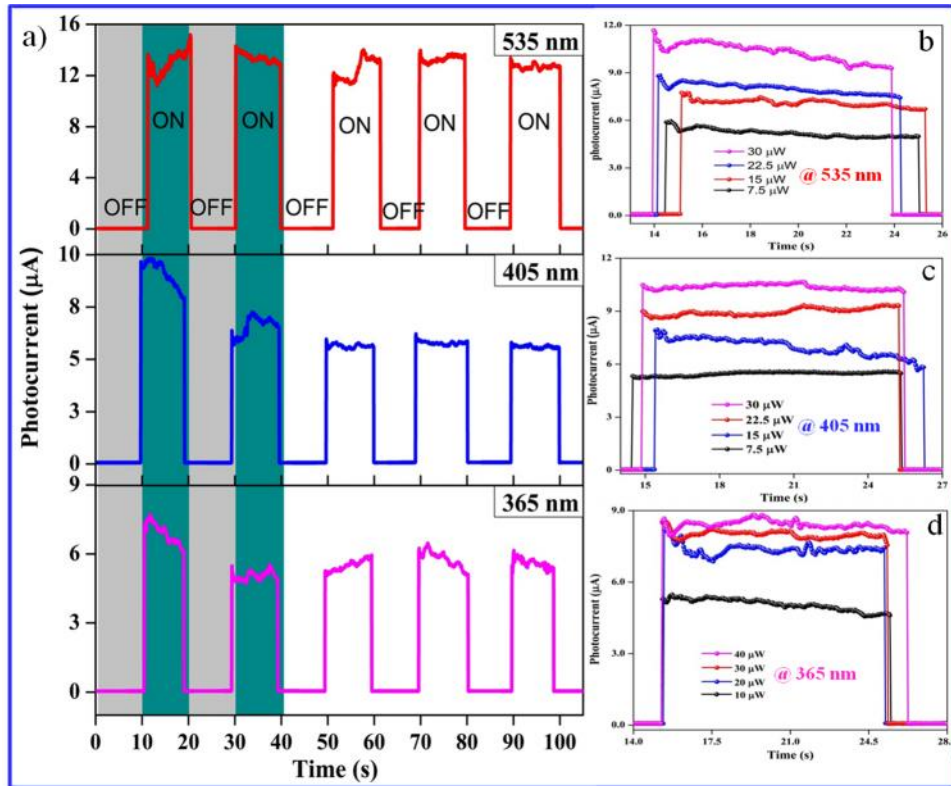 a)
535 nm
16
12
8
4
0
ON
ON
ON
ON
ON
OFF
OFF
OFF
OFF
OFF
405 nm
10
8
5
3
0
365 nm
9
6
3
0
Photocurrent (μA)
0 10 20 30 40 50 60 70 80 90 100
Time (s)
b
12.0
9.0
6.0
3.0
0.0
photocurrent (μA)
30 μW
22.5 μW
15 μW
7.5 μW
@ 535 nm
14 16 18 20 22 24 26
Time (s)
c
12
9
6
3
0
Photocurrent (μA)
30 μW
22.5 μW
15 μW
7.5 μW
@ 405 nm
15 18 21 24 27
Time (s)
d
9.0
6.0
3.0
0.0
Photocurrent (μA)
40 μW
30 μW
20 μW
10 μW
@ 365 nm
14.0 17.5 21.0 24.5 28.
Time (s)